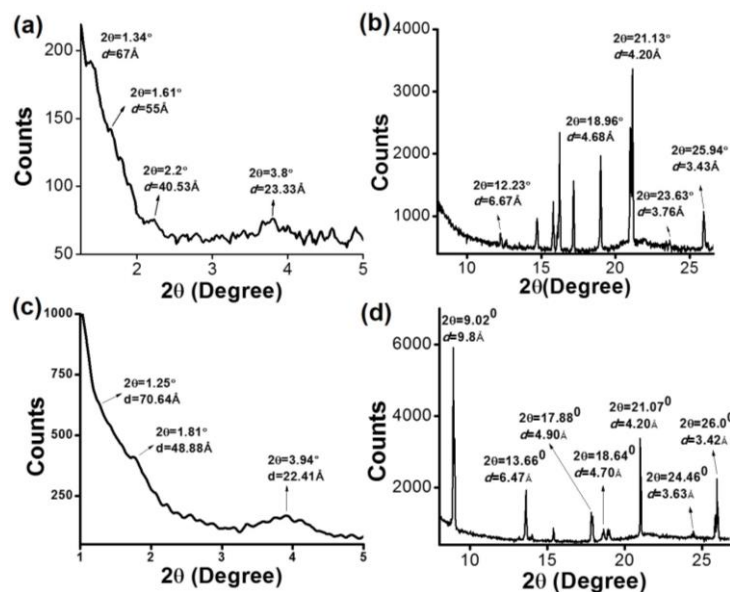 (a)
Counts
200
150
100
50
2θ=1.34°
d=67Å
2θ=1.61°
d=55Å
2θ=2.2°
d=40.53Å
2θ=3.8°
d=23.33Å
2
3
4
5
2θ (Degree)
(b)
Counts
4000
3000
2000
1000
2θ=21.13°
d=4.20Å
2θ=18.96°
d=4.68Å
2θ=25.94°
d=3.43Å
2θ=12.23°
d=6.67Å
2θ=23.63°
d=3.76Å
10
15
20
25
2θ(Degree)
(c)
Counts
1000
750
500
250
2θ=1.25°
d=70.64Å
2θ=1.81°
d=48.88Å
2θ=3.94°
d=22.41Å
1
2
3
4
5
2θ (Degree)
(d)
Counts
6000
4000
2000
2θ=9.02⁰
d=9.8Å
2θ=21.07⁰
d=4.20Å
2θ=17.88⁰
d=4.90Å
2θ=26.0⁰
d=3.42Å
2θ=18.64⁰
d=4.70Å
2θ=13.66⁰
d=6.47Å
2θ=24.46⁰
d=3.63Å
10
15
20
25
2θ (Degree)